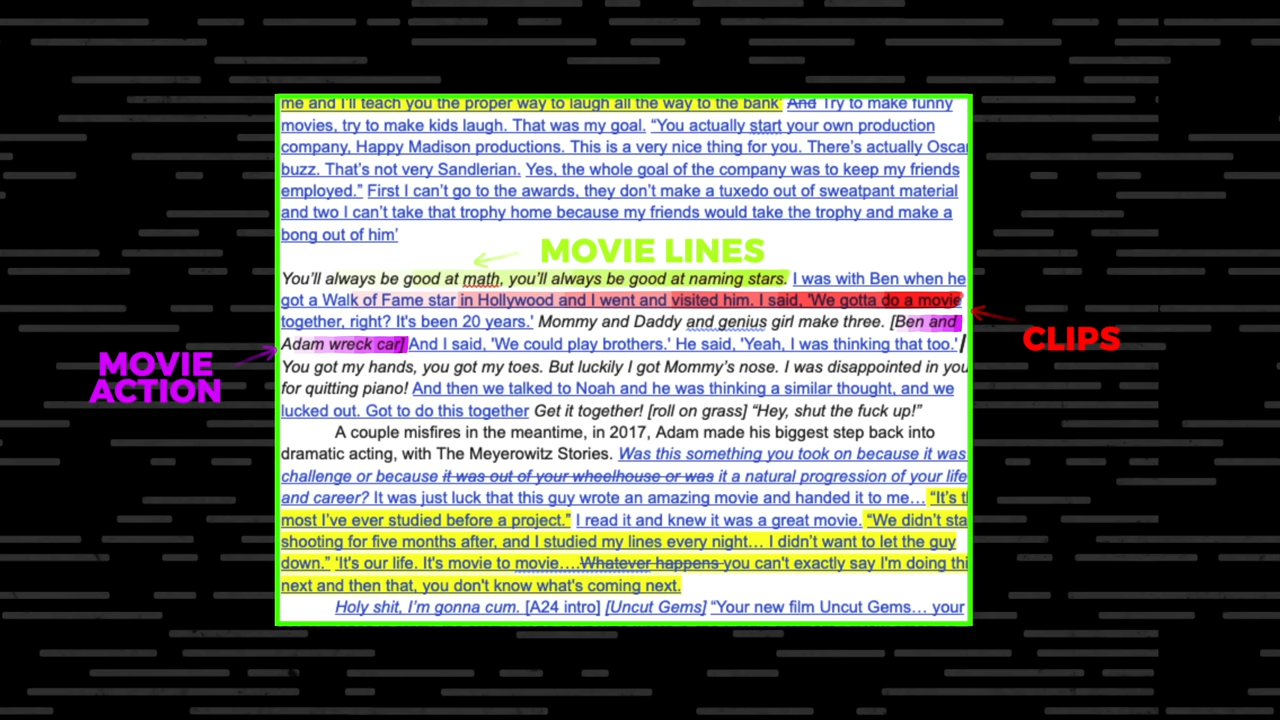 me and I'll teach you the proper way to laugh all the way to the bank' And Try to make funny
movies, try to make kids laugh. That was my goal. “You actually start your own production
company, Happy Madison productions. This is a very nice thing for you. There’s actually Oscar
buzz. That’s not very Sandlerian. Yes, the whole goal of the company was to keep my friends
employed.” First I can’t go to the awards, they don’t make a tuxedo out of sweatpant material
and two I can’t take that trophy home because my friends would take the trophy and make a
bong out of him’
MOVIE LINES
You’ll always be good at math, you’ll always be good at naming stars. I was with Ben when he
got a Walk of Fame star in Hollywood and I went and visited him. I said, 'We gotta do a movie
together, right? It's been 20 years.' Mommy and Daddy and genius girl make three. [Ben and
Adam wreck car] And I said, 'We could play brothers.' He said, 'Yeah, I was thinking that too.'
You got my hands, you got my toes. But luckily I got Mommy’s nose. I was disappointed in you
for quitting piano! And then we talked to Noah and he was thinking a similar thought, and we
lucked out. Got to do this together Get it together! [roll on grass] “Hey, shut the fuck up!”
A couple misfires in the meantime, in 2017, Adam made his biggest step back into
dramatic acting, with The Meyerowitz Stories. Was this something you took on because it was
challenge or because it was out of your wheelhouse or was it a natural progression of your life
and career? It was just luck that this guy wrote an amazing movie and handed it to me… “It’s t
most I’ve ever studied before a project.” I read it and knew it was a great movie. “We didn’t sta
shooting for five months after, and I studied my lines every night… I didn’t want to let the guy
down.” ‘It's our life. It's movie to movie….Whatever happens you can't exactly say I'm doing thi
next and then that, you don't know what's coming next.
Holy shit, I’m gonna cum. [A24 intro] [Uncut Gems] “Your new film Uncut Gems… your
CLIPS
MOVIE
ACTION